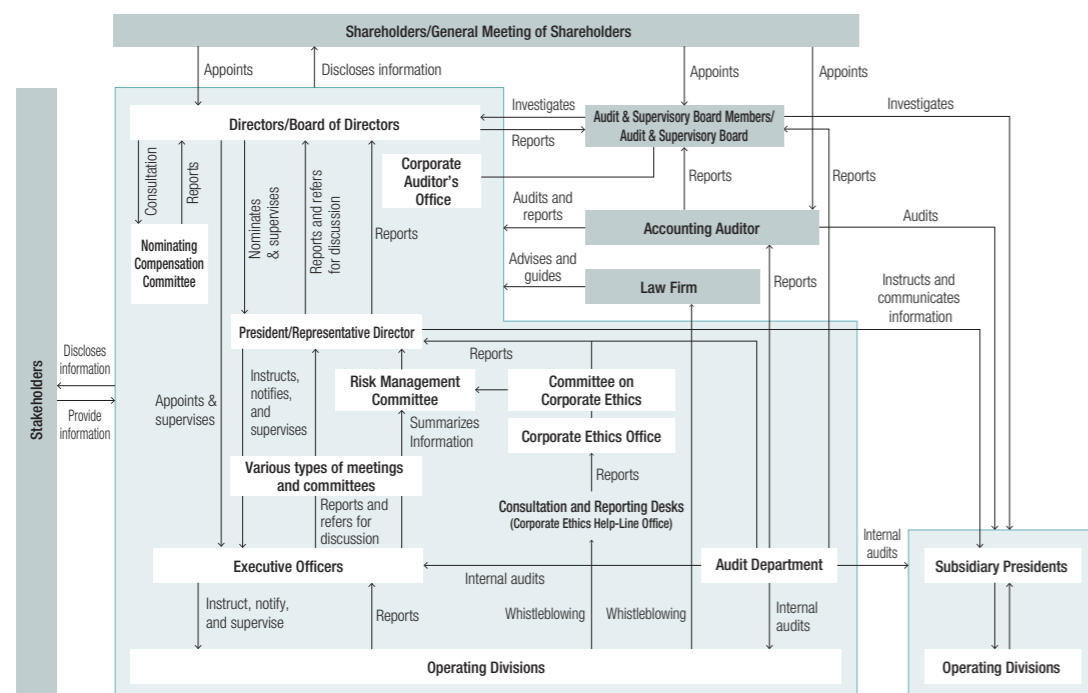 Shareholders/General Meeting of Shareholders
Appoints
Discloses information
Appoints
Appoints
Stakeholders
Discloses
information
Provide
information
Directors/Board of Directors
Investigates
Reports
Audit & Supervisory Board Members/
Audit & Supervisory Board
Investigates
Consultation
Reports
Nominates
& supervises
Reports and refers
for discussion
Reports
Corporate
Auditor's
Office
Reports
Reports
Audits and
reports
Accounting Auditor
Audits
Nominating
Compensation
Committee
Advises and
guides
Law Firm
Reports
Instructs and
communicates
information
President/Representative Director
Reports
Appoints &
supervises
Instructs,
notifies,
and
supervises
Risk Management
Committee
Committee on
Corporate Ethics
Summarizes
Information
Corporate Ethics Office
Various types of meetings
and committees
Reports
Reports and
refers for
discussion
Consultation and Reporting Desks
(Corporate Ethics Help-Line Office)
Executive Officers
Internal audits
Audit Department
Internal
audits
Subsidiary Presidents
Instruct, notify,
and supervise
Reports
Whistleblowing
Whistleblowing
Internal
audits
Operating Divisions
Operating Divisions